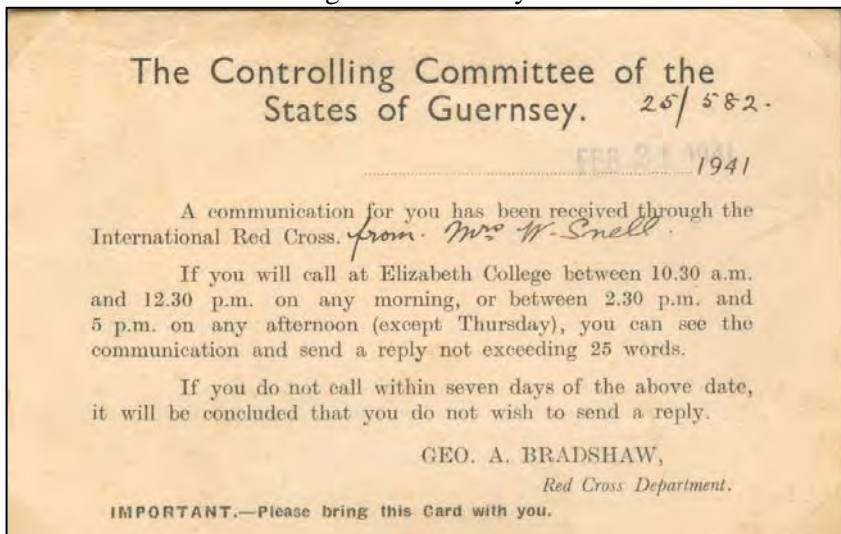 The Controlling Committee of the
States of Guernsey. 25/582.
FEB 21 1941
1941
A communication for you has been received through the
International Red Cross. from. Mrs W. Snell.
If you will call at Elizabeth College between 10.30 a.m.
and 12.30 p.m. on any morning, or between 2.30 p.m. and
5 p.m. on any afternoon (except Thursday), you can see the
communication and send a reply not exceeding 25 words.
If you do not call within seven days of the above date,
it will be concluded that you do not wish to send a reply.
GEO. A. BRADSHAW,
Red Cross Department.
IMPORTANT.—Please bring this Card with you.